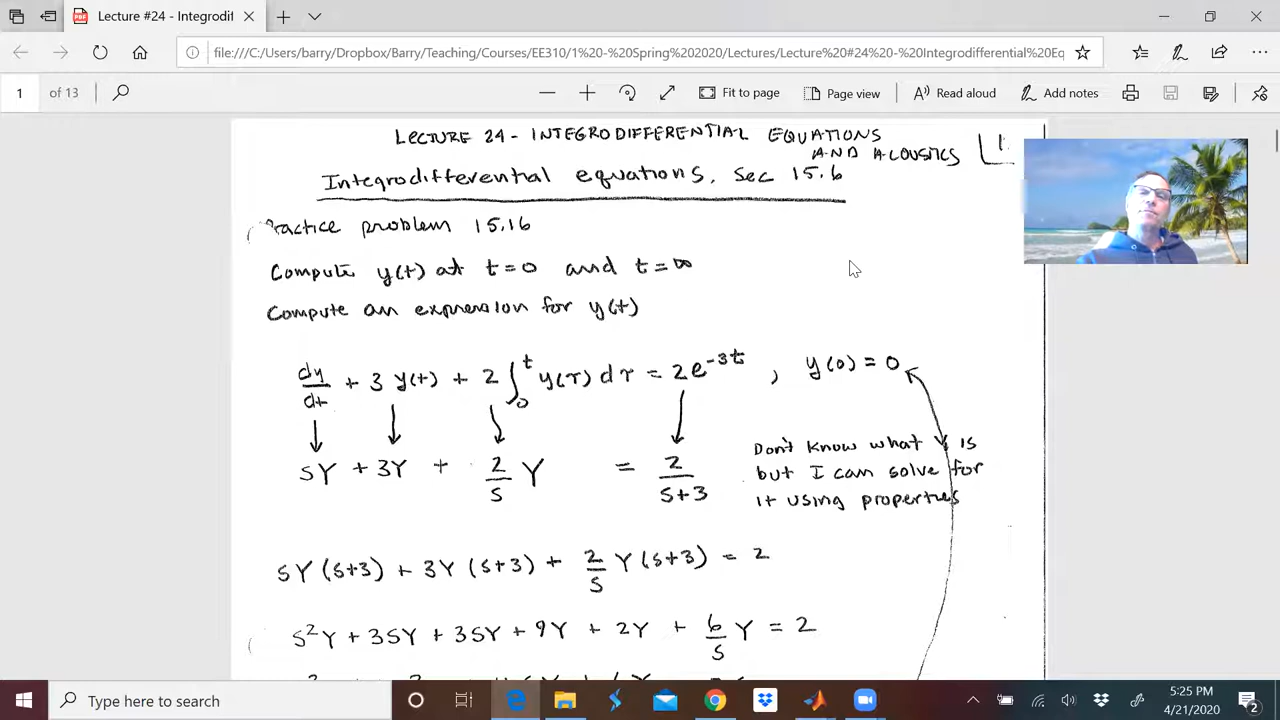 Lecture #24 - Integrodif
file:///C:/Users/barry/Dropbox/Barry/Teaching/Courses/EE310/1%20-%20Spring%202020/Lectures/Lecture%20#24%20-%20Integrodifferential%20Eq
1 of 13 Fit to page Page view Read aloud Add notes
LECTURE 24 - INTEGRODIFFERENTIAL EQUATIONS
AND ACOUSTICS 1
Integrodifferential equations, Sec 15.6
Practice problem 15.16
Compute y(t) at t=0 and t=∞
Compute an expression for y(t)
dy/dt + 3 y(t) + 2 ∫₀ᵗ y(τ) dτ = 2e^-3t , y(0) = 0
sY + 3Y + 2/s Y = 2/(s+3)
Don't know what Y is
but I can solve for
it using properties
sY (s+3) + 3Y (s+3) + 2/s Y (s+3) = 2
s²Y + 3sY + 3sY + 9Y + 2Y + 6/s Y = 2
Type here to search
5:25 PM
4/21/2020
2